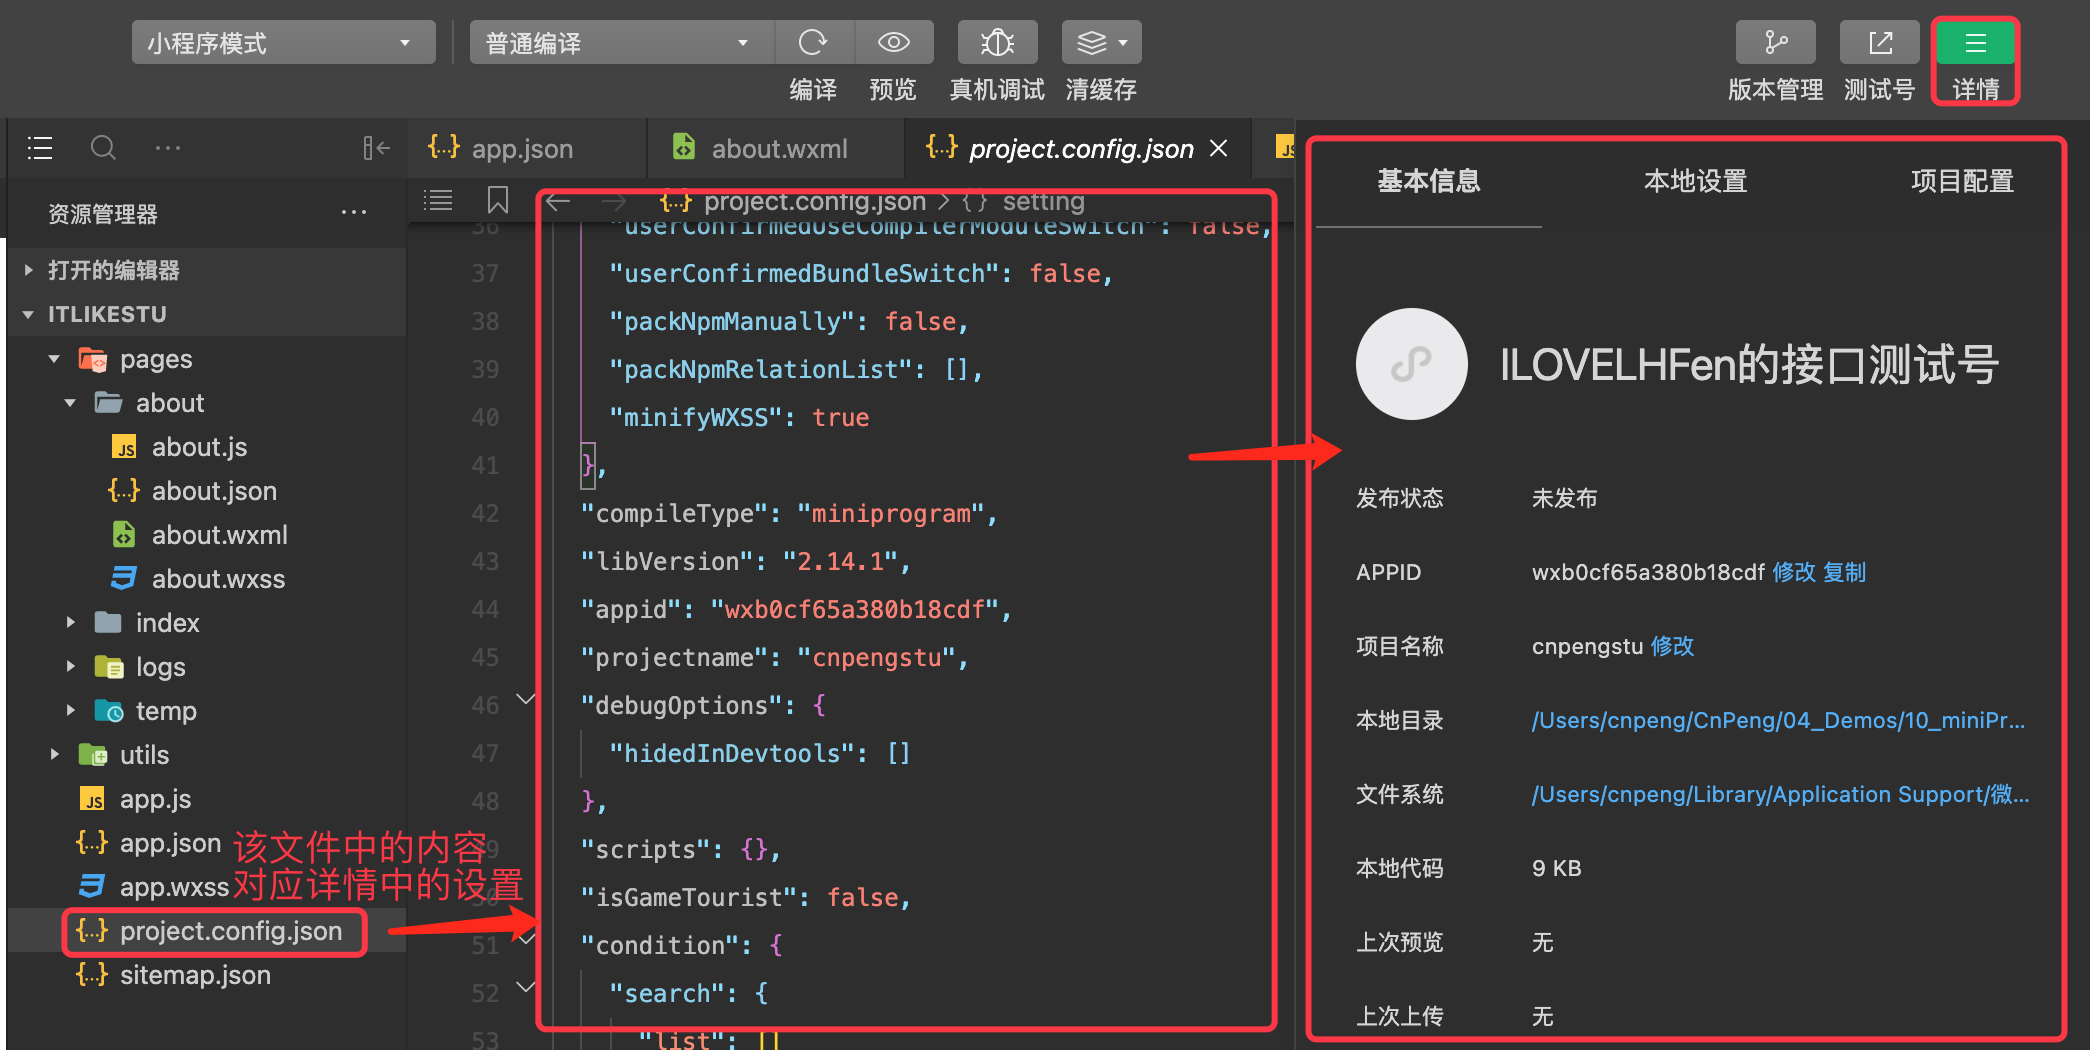 小程序模式
普通编译
编译
预览
真机调试
清缓存
版本管理
测试号
详情
app.json
about.wxml
project.config.json
JS
资源管理器
打开的编辑器
ITLIKESTU
pages
about
JS about.js
about.json
about.wxml
about.wxss
index
logs
temp
utils
JS app.js
app.json
app.wxss
project.config.json
sitemap.json
该文件中的内容
对应详情中的设置
project.config.json > {} setting
36 "userConfirmedUseCompilerModuleSwitch": false,
37 "userConfirmedBundleSwitch": false,
38 "packNpmManually": false,
39 "packNpmRelationList": [],
40 "minifyWXSS": true
41 },
42 "compileType": "miniprogram",
43 "libVersion": "2.14.1",
44 "appid": "wxb0cf65a380b18cdf",
45 "projectname": "cnpengstu",
46 "debugOptions": {
47 "hidedInDevtools": []
48 },
49 "scripts": {},
50 "isGameTourist": false,
51 "condition": {
52 "search": {
53 "list": []
基本信息
本地设置
项目配置
ILOVELHFen的接口测试号
发布状态 未发布
APPID wxb0cf65a380b18cdf 修改 复制
项目名称 cnpengstu 修改
本地目录 /Users/cnpeng/CnPeng/04_Demos/10_miniPr...
文件系统 /Users/cnpeng/Library/Application Support/微...
本地代码 9 KB
上次预览 无
上次上传 无